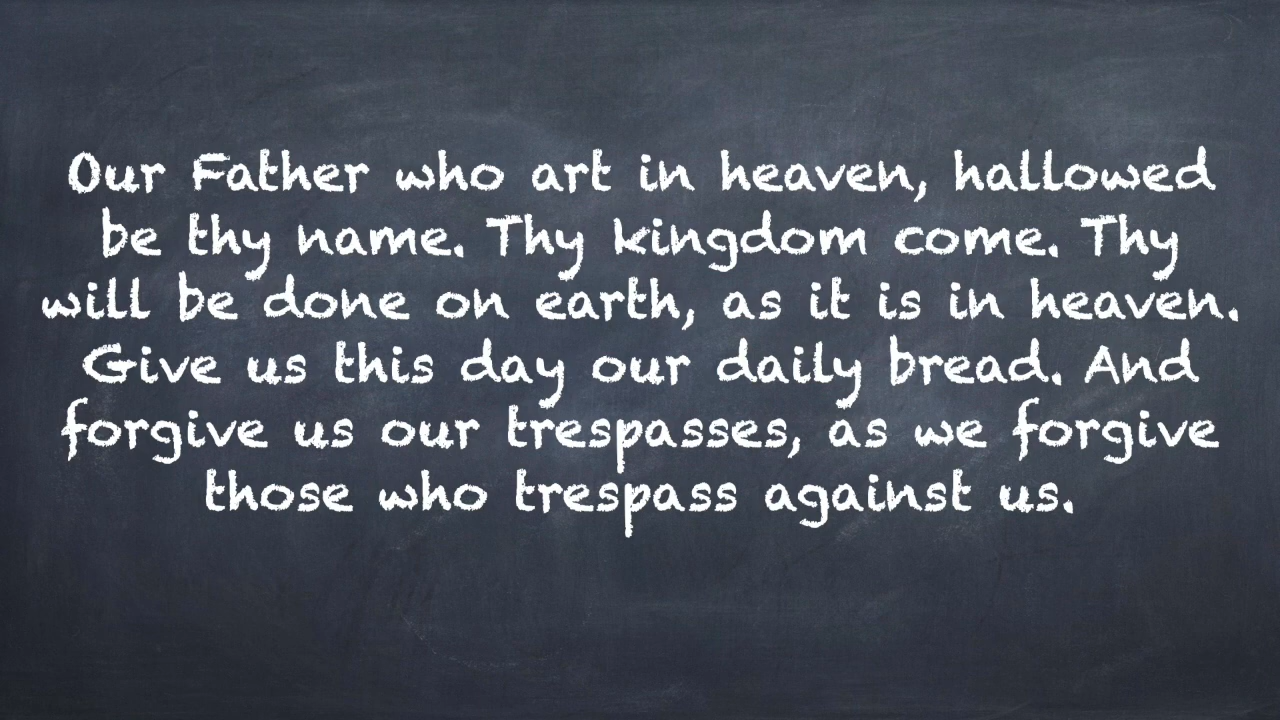 Our Father who art in heaven, hallowed
be thy name. Thy kingdom come. Thy
will be done on earth, as it is in heaven.
Give us this day our daily bread. And
forgive us our trespasses, as we forgive
those who trespass against us.